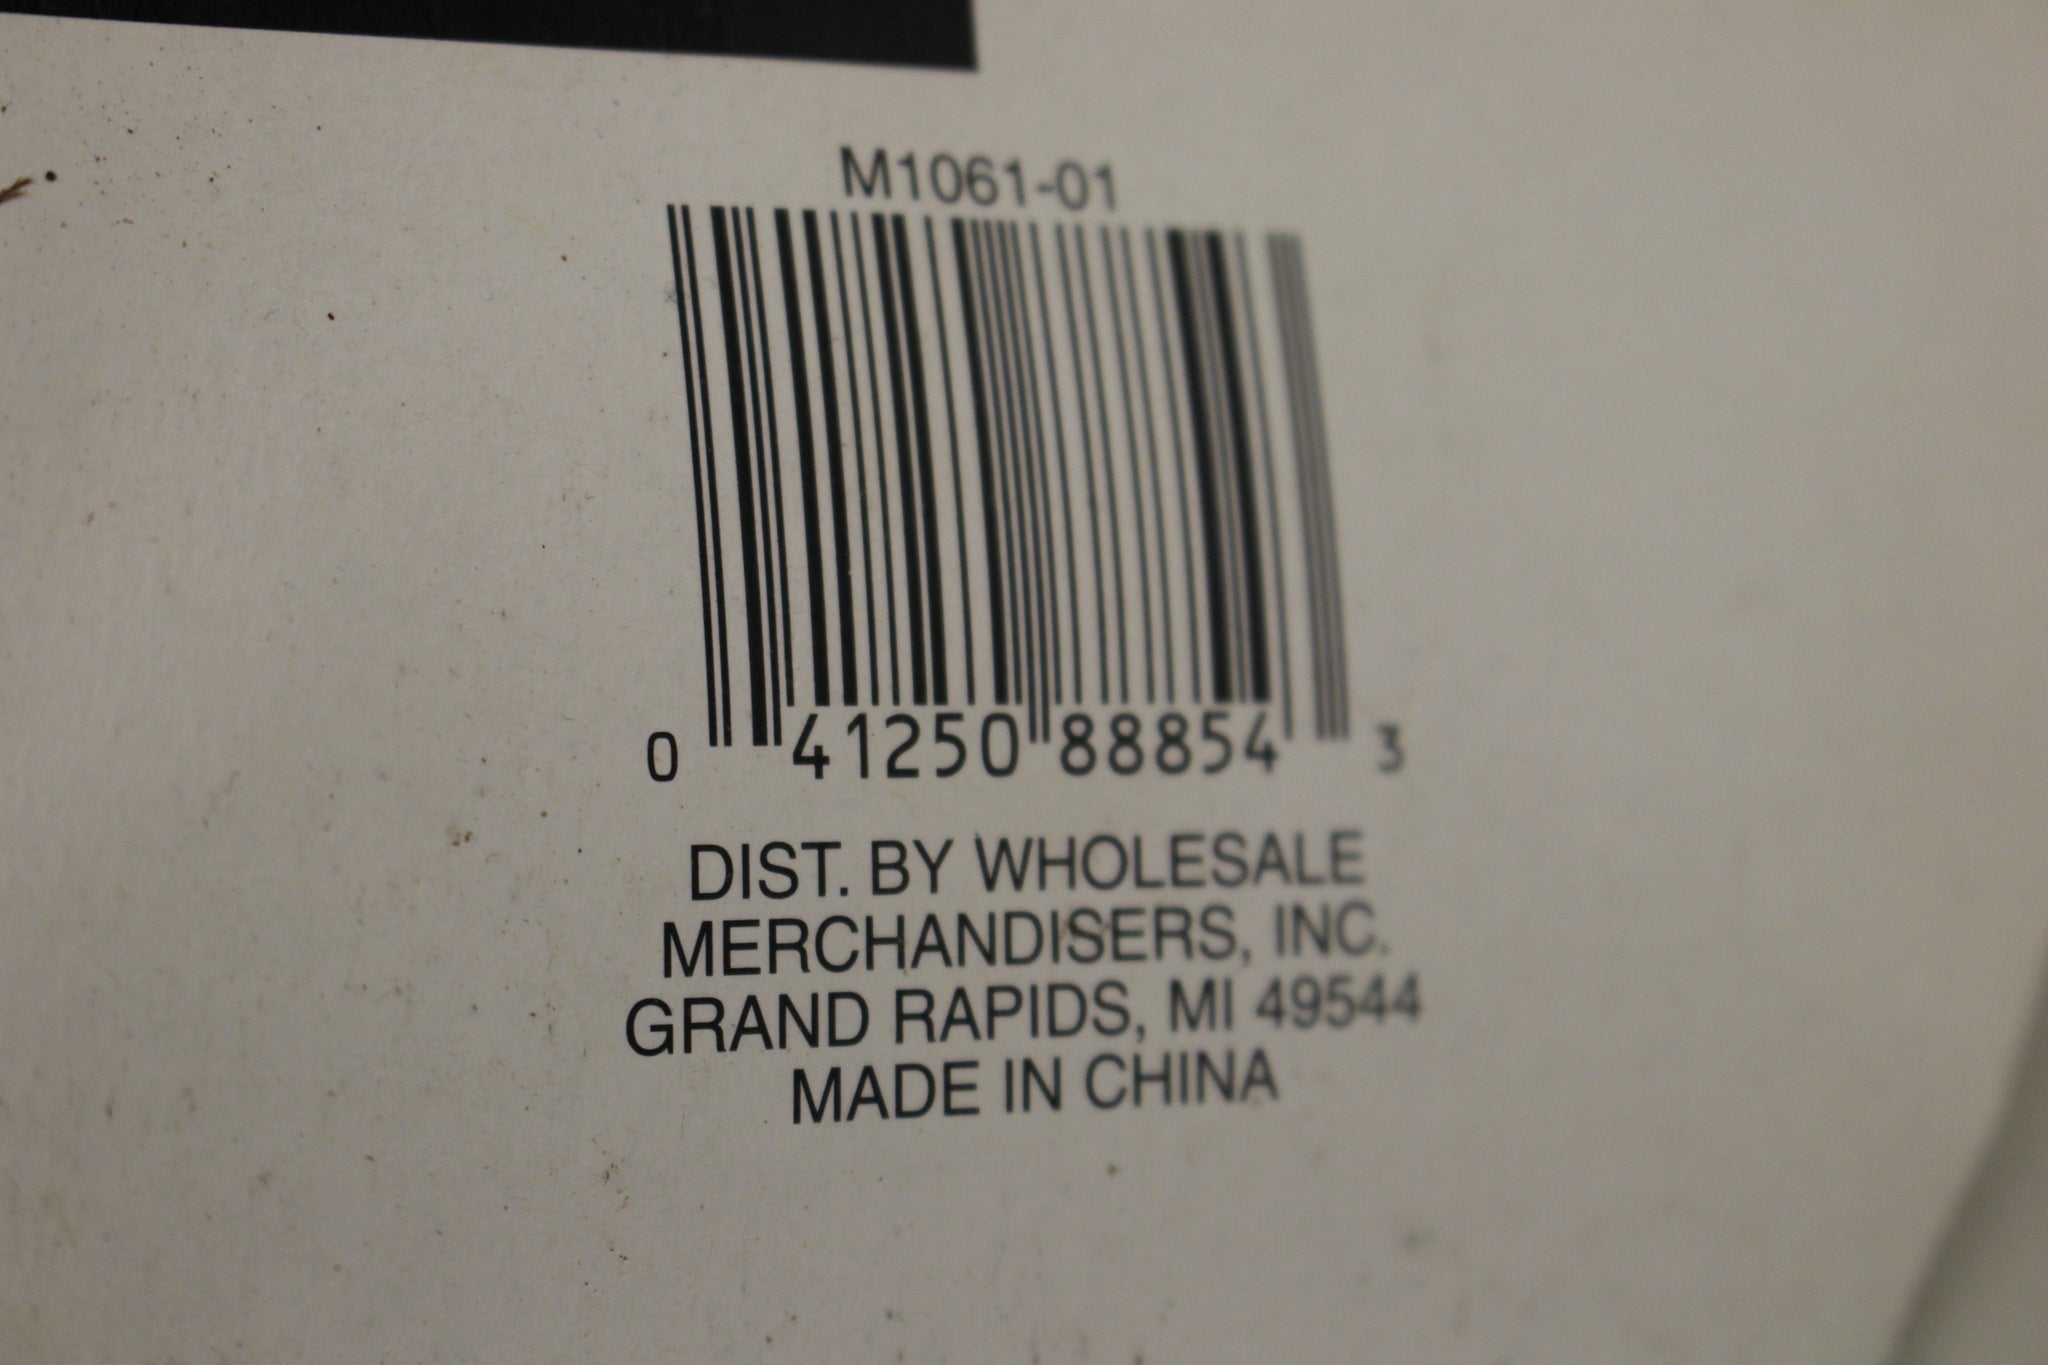 M1061-01
0 41250 88854 3
DIST. BY WHOLESALE
MERCHANDISERS, INC.
GRAND RAPIDS, MI 49544
MADE IN CHINA